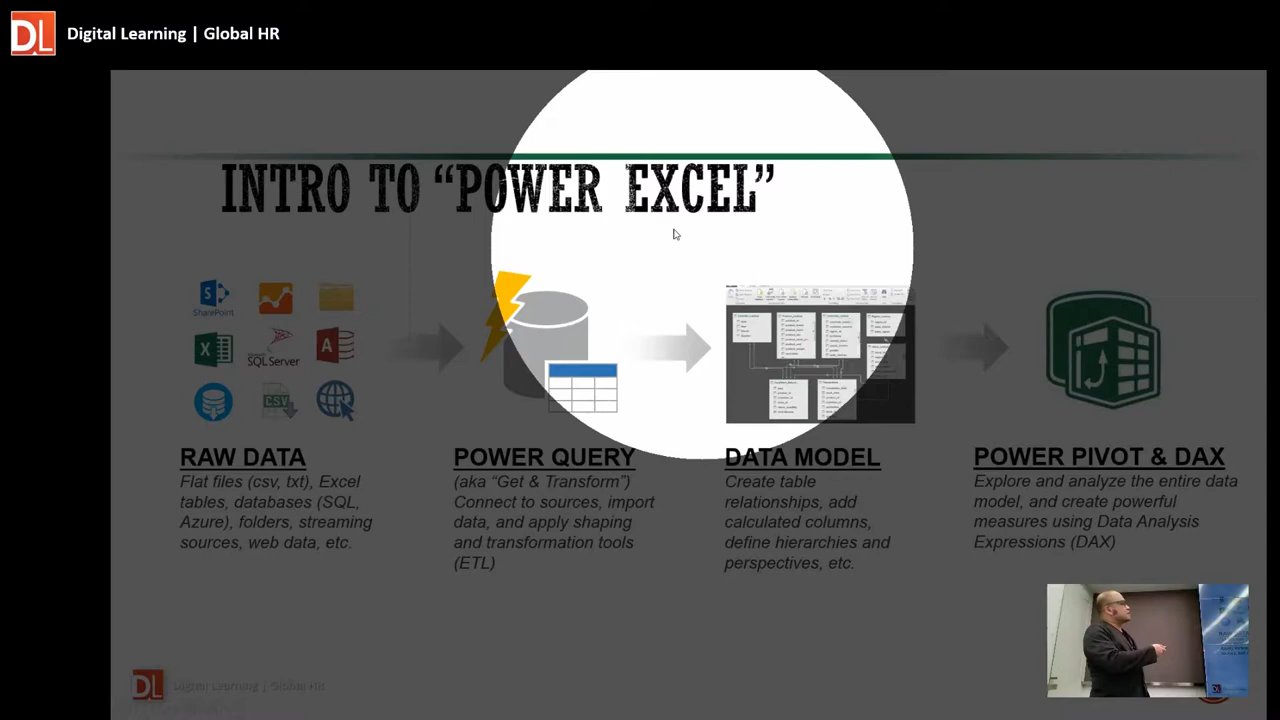 DL
Digital Learning | Global HR
INTRO TO “POWER EXCEL”
SharePoint
SQL Server
CSV
RAW DATA
Flat files (csv, txt), Excel
tables, databases (SQL,
Azure), folders, streaming
sources, web data, etc.
POWER QUERY
(aka “Get & Transform”)
Connect to sources, import
data, and apply shaping
and transformation tools
(ETL)
DATA MODEL
Create table
relationships, add
calculated columns,
define hierarchies and
perspectives, etc.
POWER PIVOT & DAX
Explore and analyze the entire data
model, and create powerful
measures using Data Analysis
Expressions (DAX)
DL
Digital Learning | Global HR